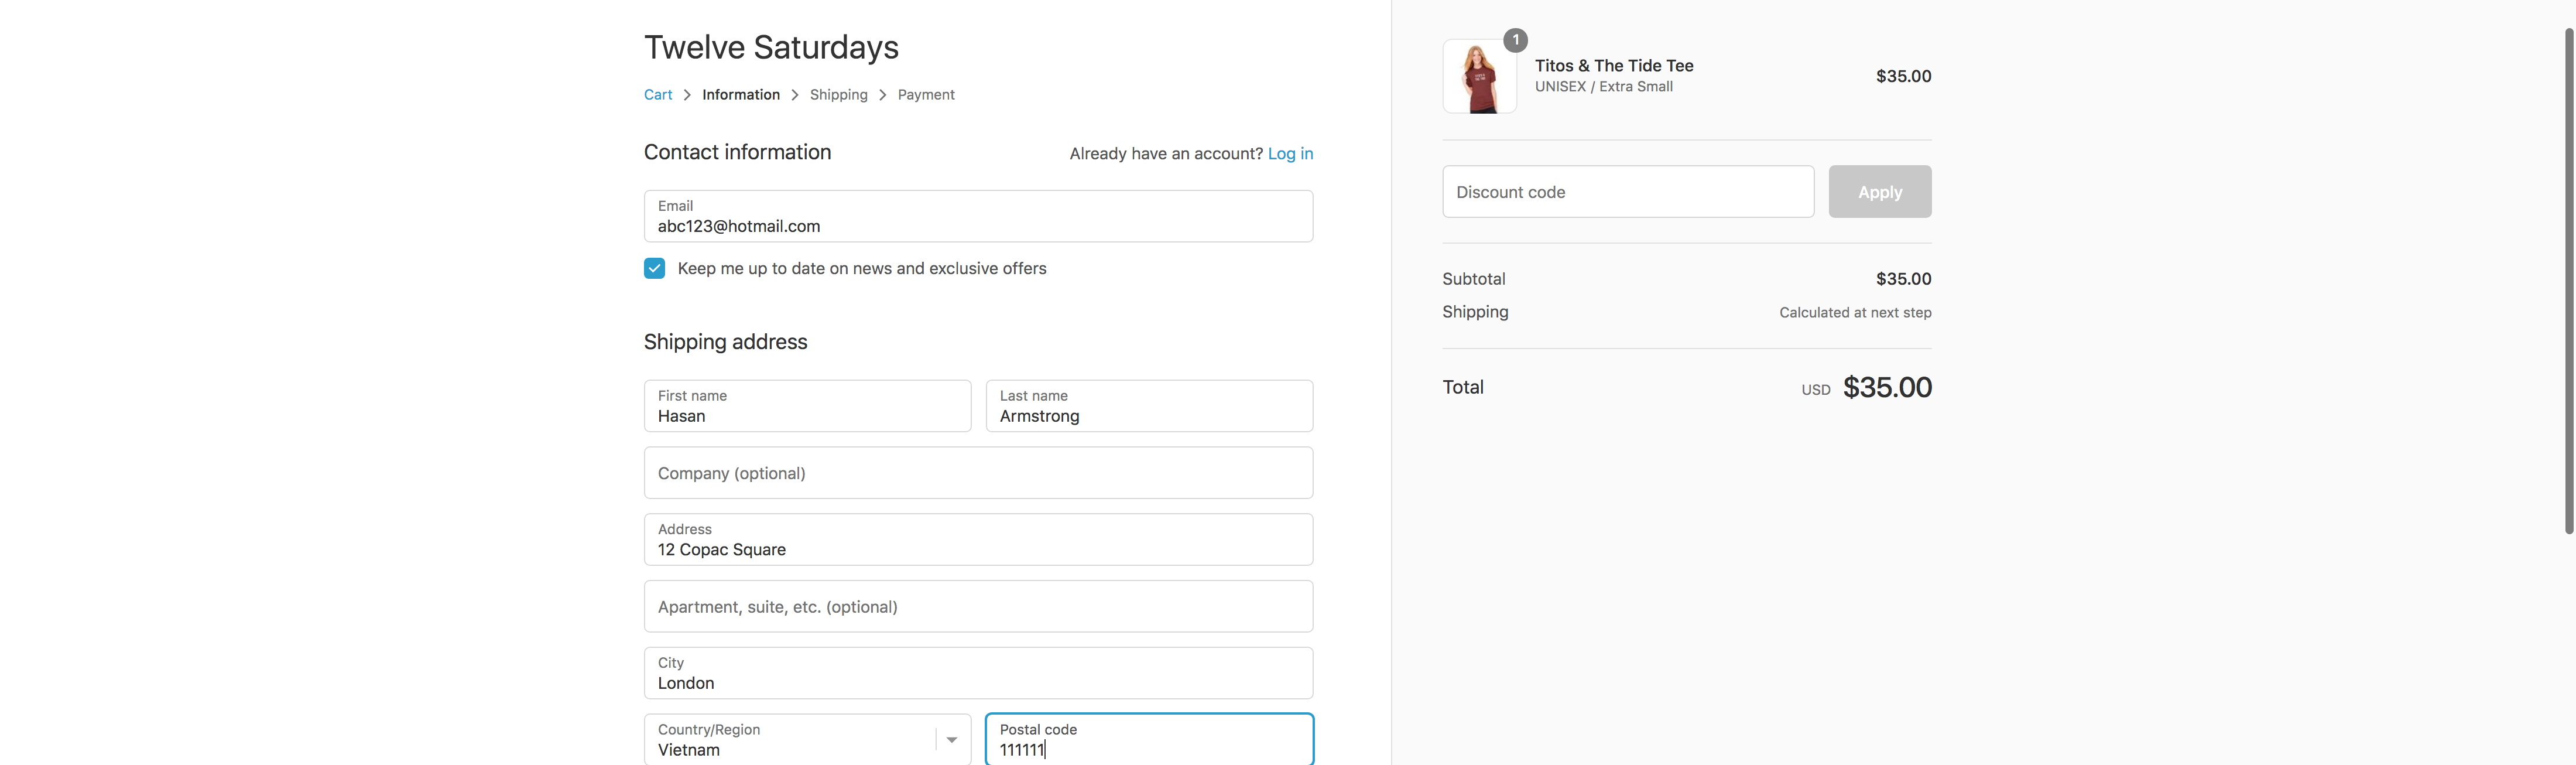 Twelve Saturdays
Cart > Information > Shipping > Payment
Contact information
Already have an account? Log in
Email
abc123@hotmail.com
Keep me up to date on news and exclusive offers
Shipping address
First name
Hasan
Last name
Armstrong
Company (optional)
Address
12 Copac Square
Apartment, suite, etc. (optional)
City
London
Country/Region
Vietnam
Postal code
111111
1
Titos & The Tide Tee
UNISEX / Extra Small
$35.00
Discount code
Apply
Subtotal
$35.00
Shipping
Calculated at next step
Total
USD $35.00